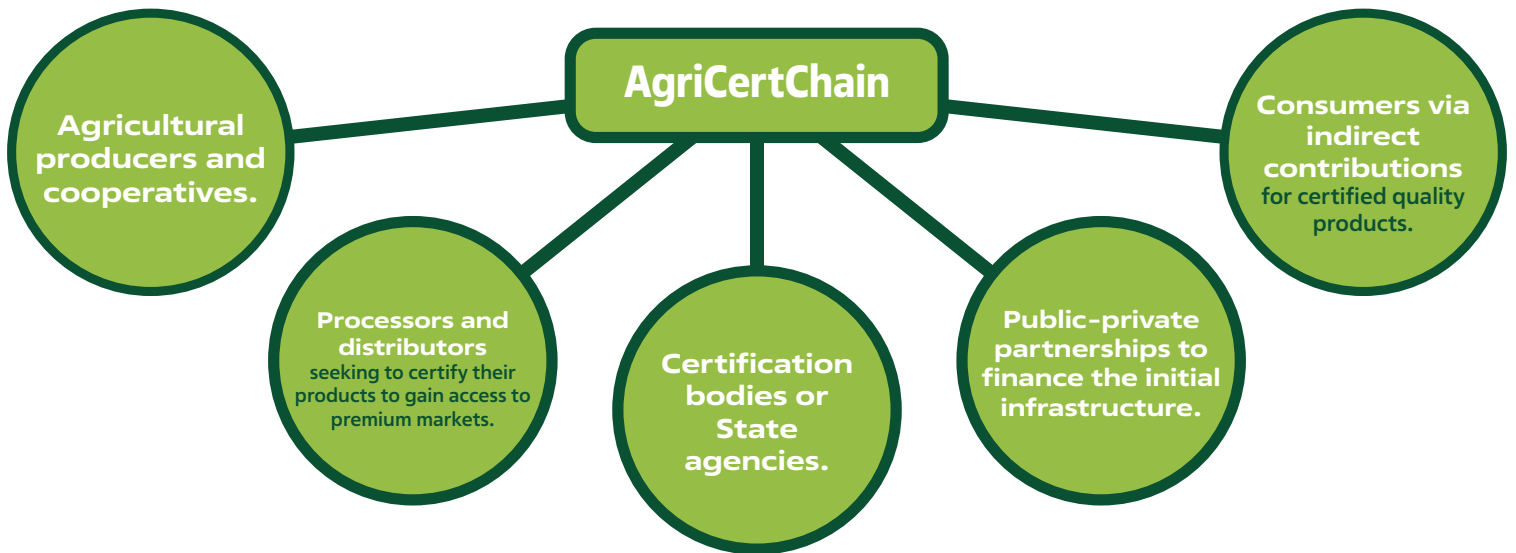 AgriCertChain
Agricultural
producers and
cooperatives.
Processors and
distributors
seeking to certify their
products to gain access to
premium markets.
Certification
bodies or
State
agencies.
Public-private
partnerships to
finance the initial
infrastructure.
Consumers via
indirect
contributions
for certified quality
products.